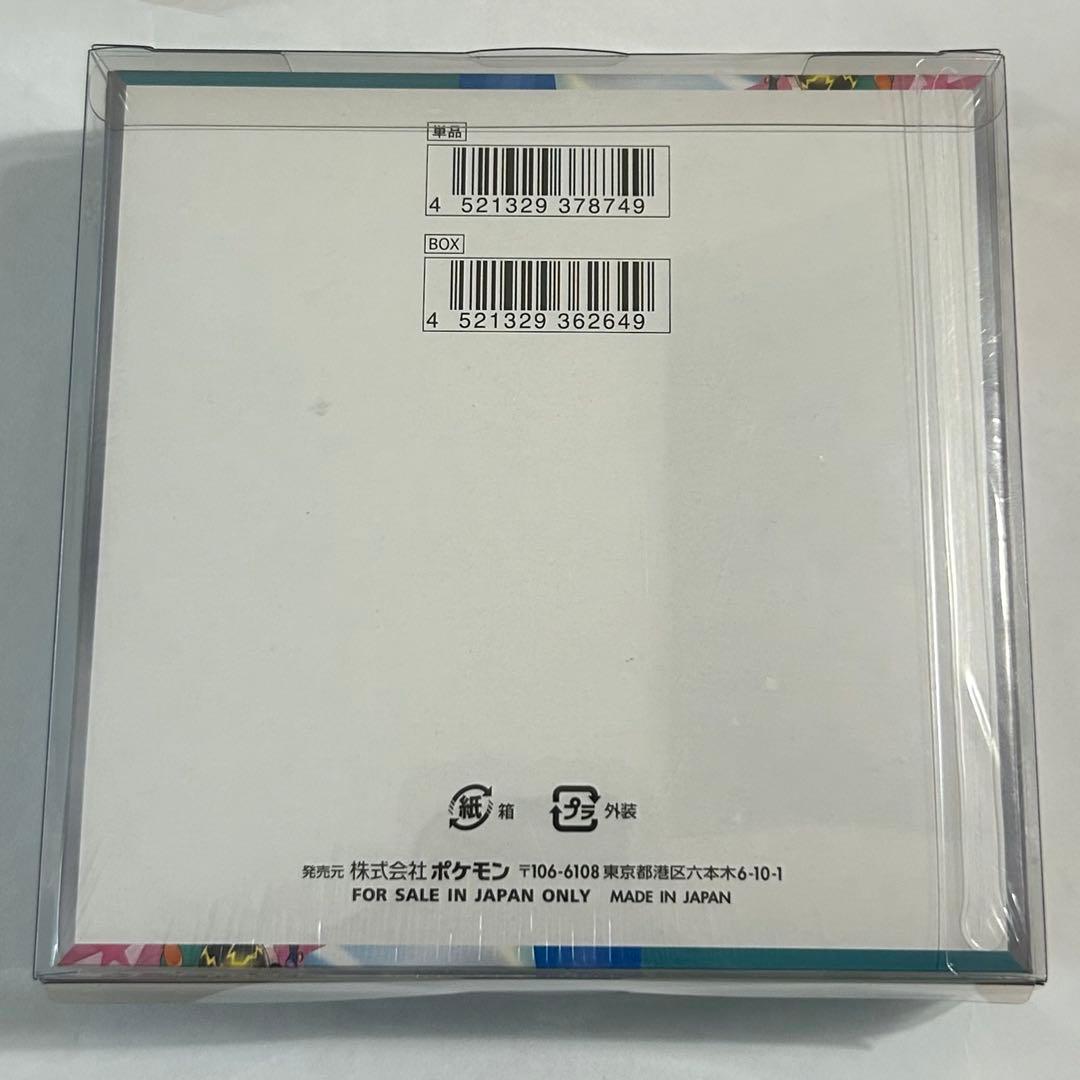 単品
4 521329 378749
BOX
4 521329 362649
紙 箱 プラ 外装
発売元 株式会社 ポケモン 〒106-6108 東京都港区六本木6-10-1
FOR SALE IN JAPAN ONLY MADE IN JAPAN